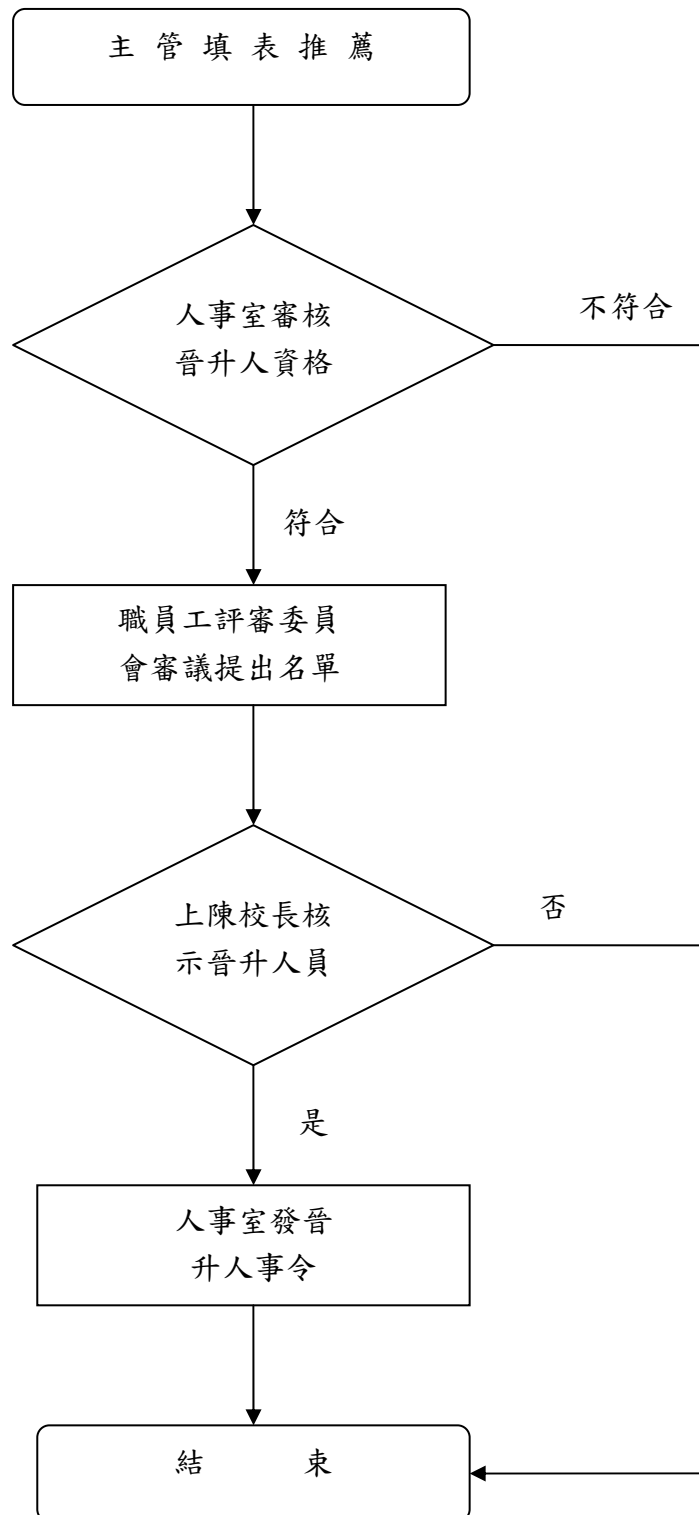 主管填表推薦
人事室審核
晉升人資格
不符合
符合
職員工評審委員
會審議提出名單
上陳校長核
示晉升人員
否
是
人事室發晉
升人事令
結束